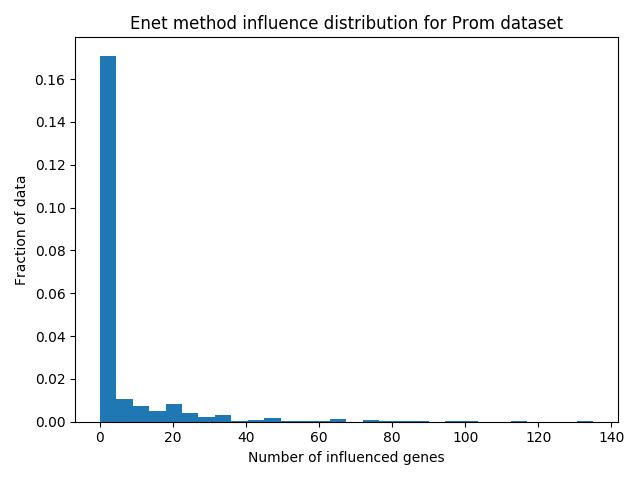 Enet method influence distribution for Prom dataset
0.16
0.14
0.12
0.10
0.08
0.06
0.04
0.02
0.00
Fraction of data
0 20 40 60 80 100 120 140
Number of influenced genes